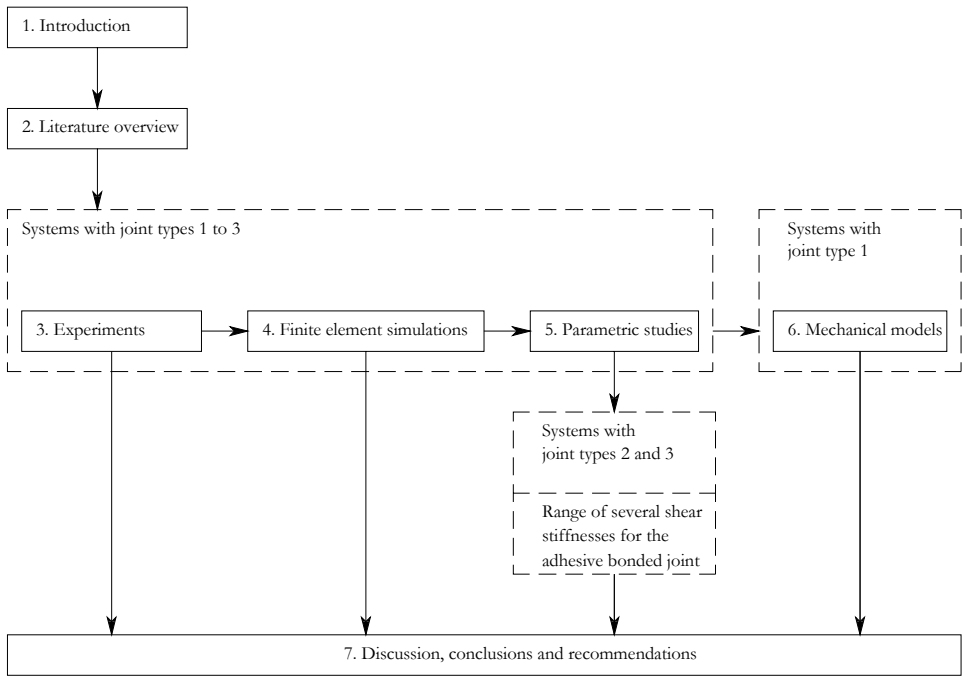 1. Introduction
2. Literature overview
Systems with joint types 1 to 3
Systems with
joint type 1
3. Experiments
4. Finite element simulations
5. Parametric studies
6. Mechanical models
Systems with
joint types 2 and 3
Range of several shear
stiffnesses for the
adhesive bonded joint
7. Discussion, conclusions and recommendations